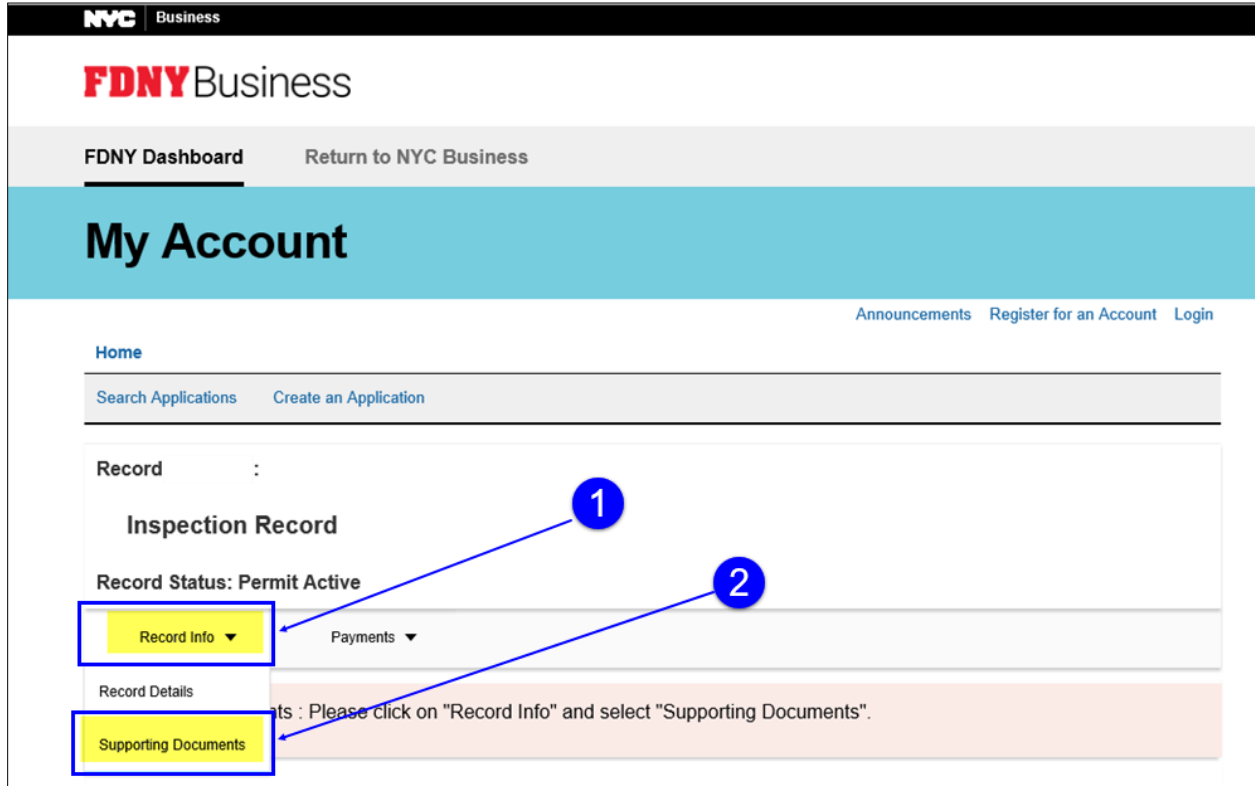 NYC Business
FDNY Business
FDNY Dashboard Return to NYC Business
My Account
Announcements Register for an Account Login
Home
Search Applications Create an Application
Record :
Inspection Record
1
Record Status: Permit Active
2
Record Info ▼ Payments ▼
Record Details
ts : Please click on "Record Info" and select "Supporting Documents".
Supporting Documents